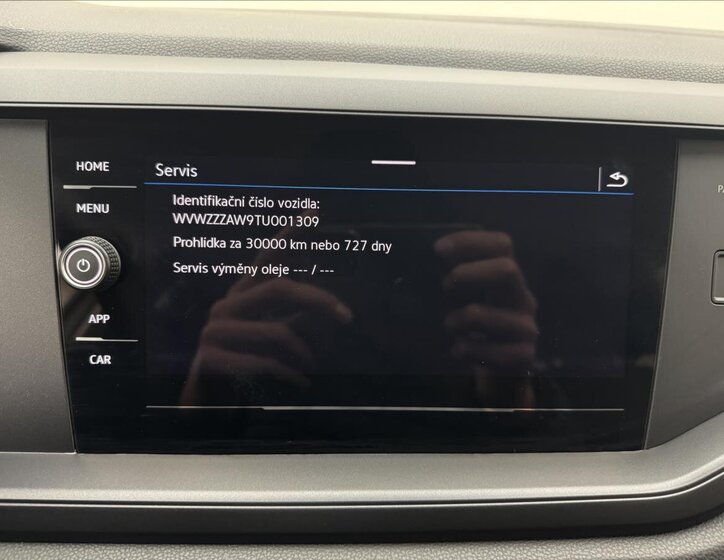 HOME
Servis
MENU
Identifikační číslo vozidla:
WVWZZZAW9TU001309
Prohlídka za 30000 km nebo 727 dny
Servis výměny oleje --- / ---
APP
CAR